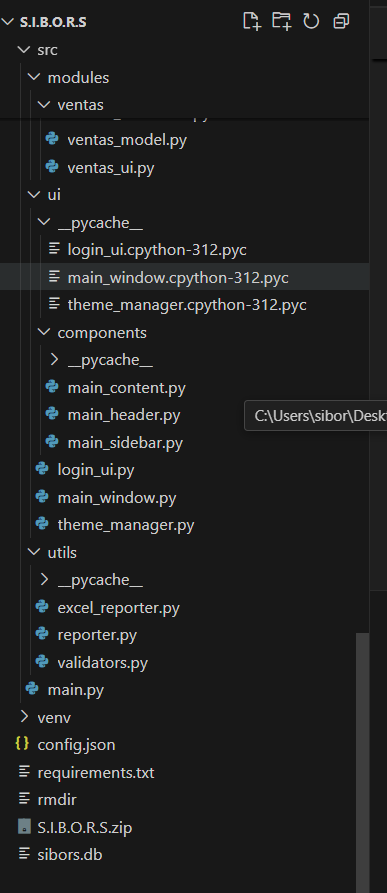 S.I.B.O.R.S
src
modules
ventas
ventas_model.py
ventas_ui.py
ui
__pycache__
login_ui.cpython-312.pyc
main_window.cpython-312.pyc
theme_manager.cpython-312.pyc
components
__pycache__
main_content.py
main_header.py
C:\Users\sibor\Desk
main_sidebar.py
login_ui.py
main_window.py
theme_manager.py
utils
__pycache__
excel_reporter.py
reporter.py
validators.py
main.py
venv
{} config.json
requirements.txt
rmdir
S.I.B.O.R.S.zip
sibors.db